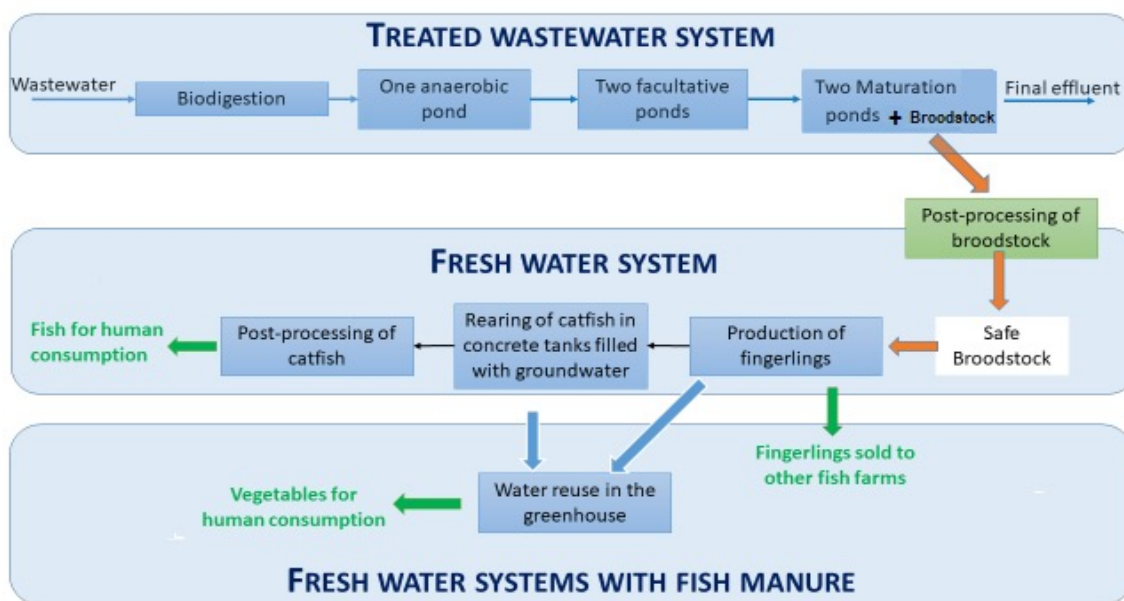 TREATED WASTEWATER SYSTEM
Wastewater
Biodigestion
One anaerobic
pond
Two facultative
ponds
Two Maturation
ponds + Broodstock
Final effluent
Post-processing of
broodstock
FRESH WATER SYSTEM
Fish for human
consumption
Post-processing of
catfish
Rearing of catfish in
concrete tanks filled
with groundwater
Production of
fingerlings
Safe
Broodstock
Fingerlings sold to
other fish farms
Vegetables for
human consumption
Water reuse in the
greenhouse
FRESH WATER SYSTEMS WITH FISH MANURE